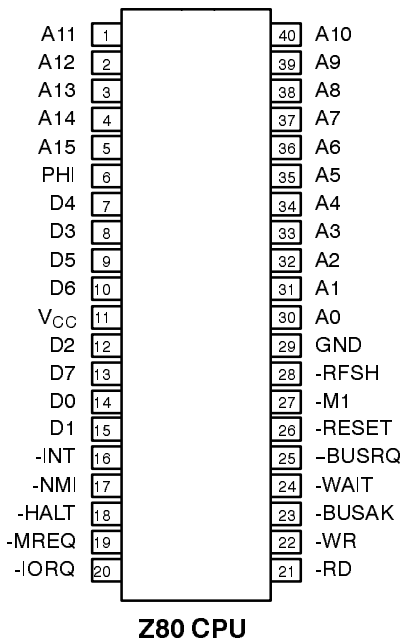 A11 1 40 A10
A12 2 39 A9
A13 3 38 A8
A14 4 37 A7
A15 5 36 A6
PHI 6 35 A5
D4 7 34 A4
D3 8 33 A3
D5 9 32 A2
D6 10 31 A1
VCC 11 30 A0
D2 12 29 GND
D7 13 28 -RFSH
D0 14 27 -M1
D1 15 26 -RESET
-INT 16 25 –BUSRQ
-NMI 17 24 -WAIT
-HALT 18 23 -BUSAK
-MREQ 19 22 -WR
-IORQ 20 21 -RD
Z80 CPU